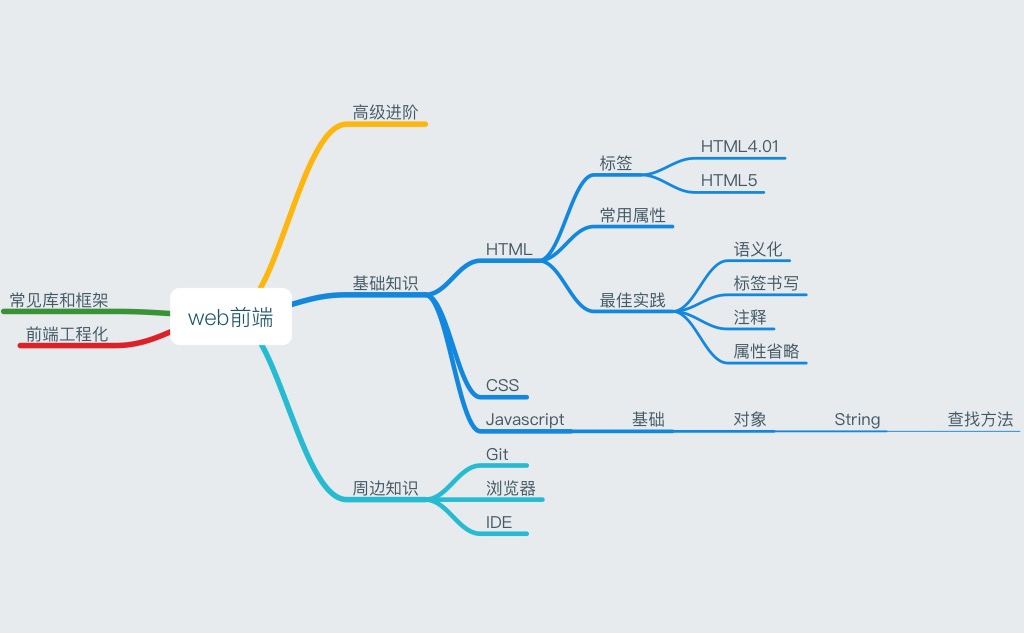 高级进阶
HTML4.01
标签
HTML5
常用属性
HTML
语义化
基础知识
标签书写
常见库和框架
最佳实践
web前端
注释
前端工程化
属性省略
CSS
Javascript
基础
对象
String
查找方法
Git
周边知识
浏览器
IDE